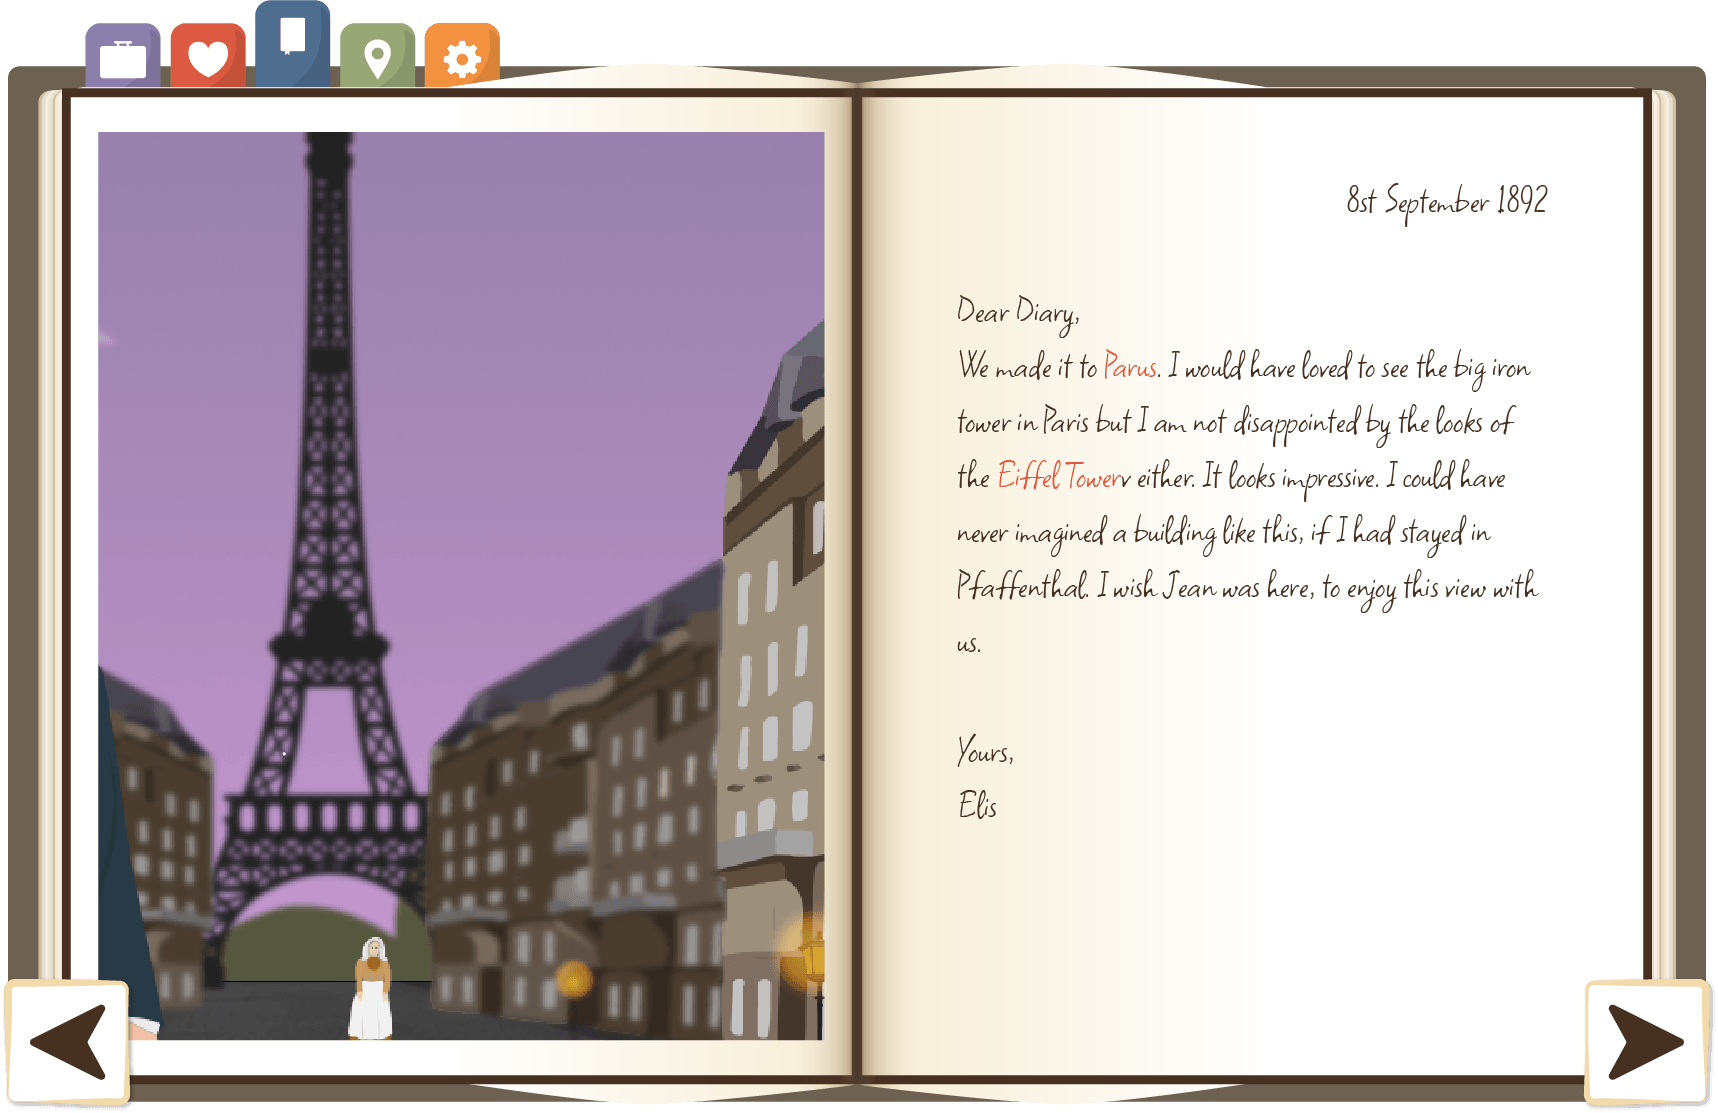 8st September 1892
Dear Diary,
We made it to Parus. I would have loved to see the big iron
tower in Paris but I am not disappointed by the looks of
the Eiffel Towerv either. It looks impressive. I could have
never imagined a building like this, if I had stayed in
Pfaffenthal. I wish Jean was here, to enjoy this view with
us.
Yours,
Elis